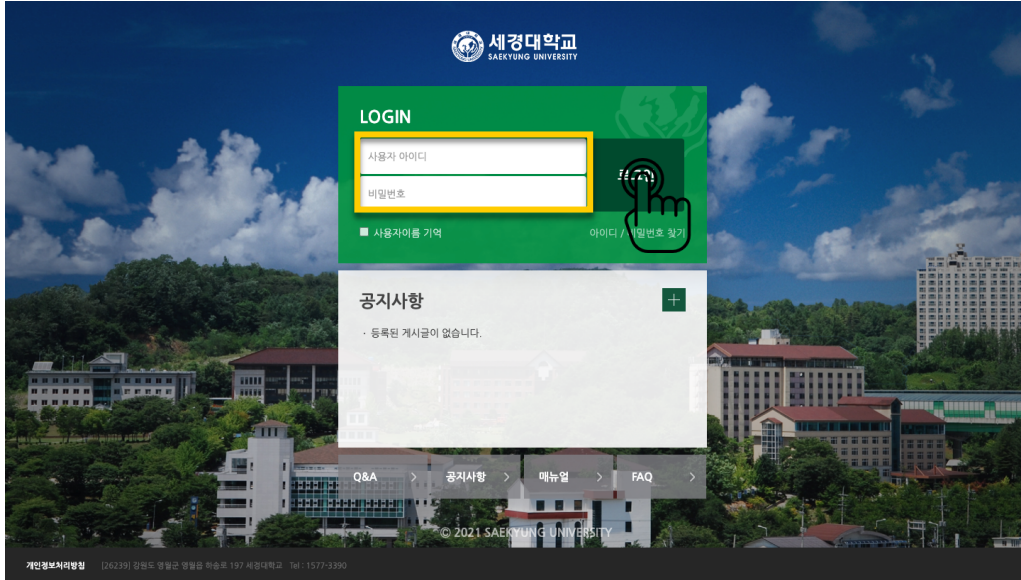 세경대학교
SAEKYUNG UNIVERSITY
LOGIN
사용자 아이디
비밀번호
로그인
사용자이름 기억
아이디 / 비밀번호 찾기
공지사항
· 등록된 게시글이 없습니다.
Q&A
공지사항
매뉴얼
FAQ
© 2021 SAEKYUNG UNIVERSITY
개인정보처리방침 [26239] 강원도 영월군 영월읍 하송로 197 세경대학교 Tel : 1577-3390